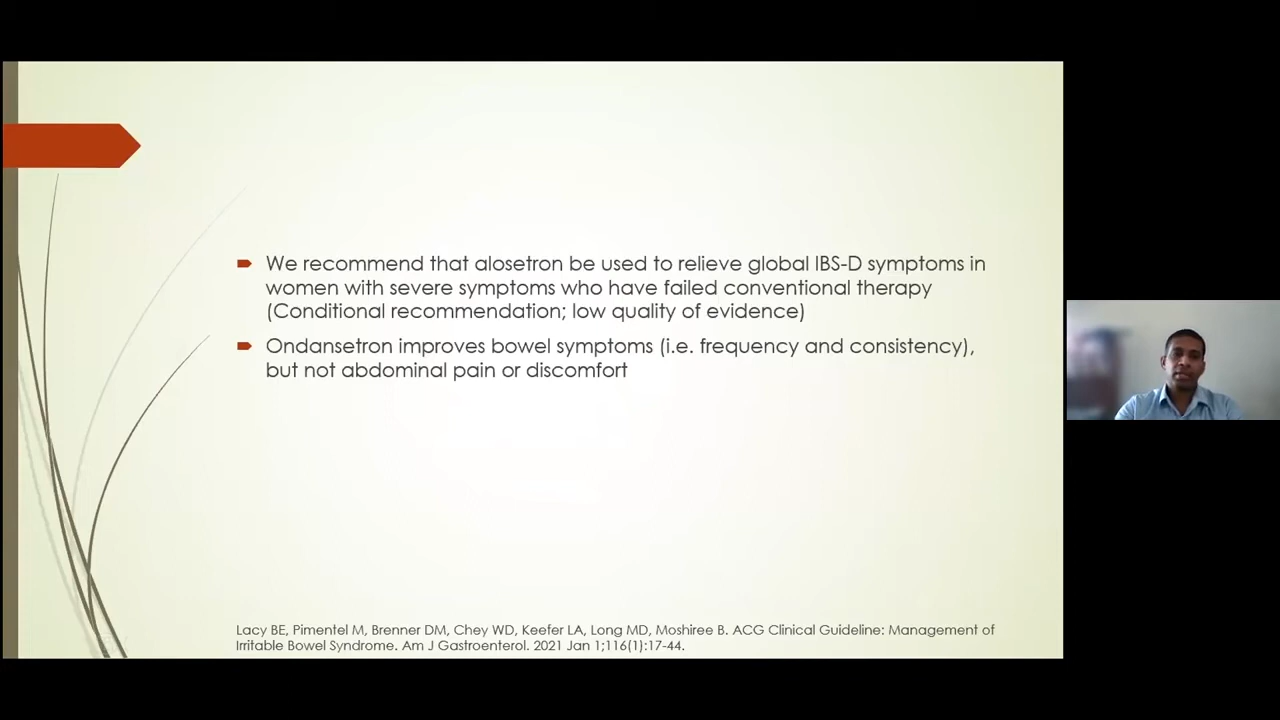 We recommend that alosetron be used to relieve global IBS-D symptoms in
women with severe symptoms who have failed conventional therapy
(Conditional recommendation; low quality of evidence)
Ondansetron improves bowel symptoms (i.e. frequency and consistency),
but not abdominal pain or discomfort
Lacy BE, Pimentel M, Brenner DM, Chey WD, Keefer LA, Long MD, Moshiree B. ACG Clinical Guideline: Management of
Irritable Bowel Syndrome. Am J Gastroenterol. 2021 Jan 1;116(1):17-44.